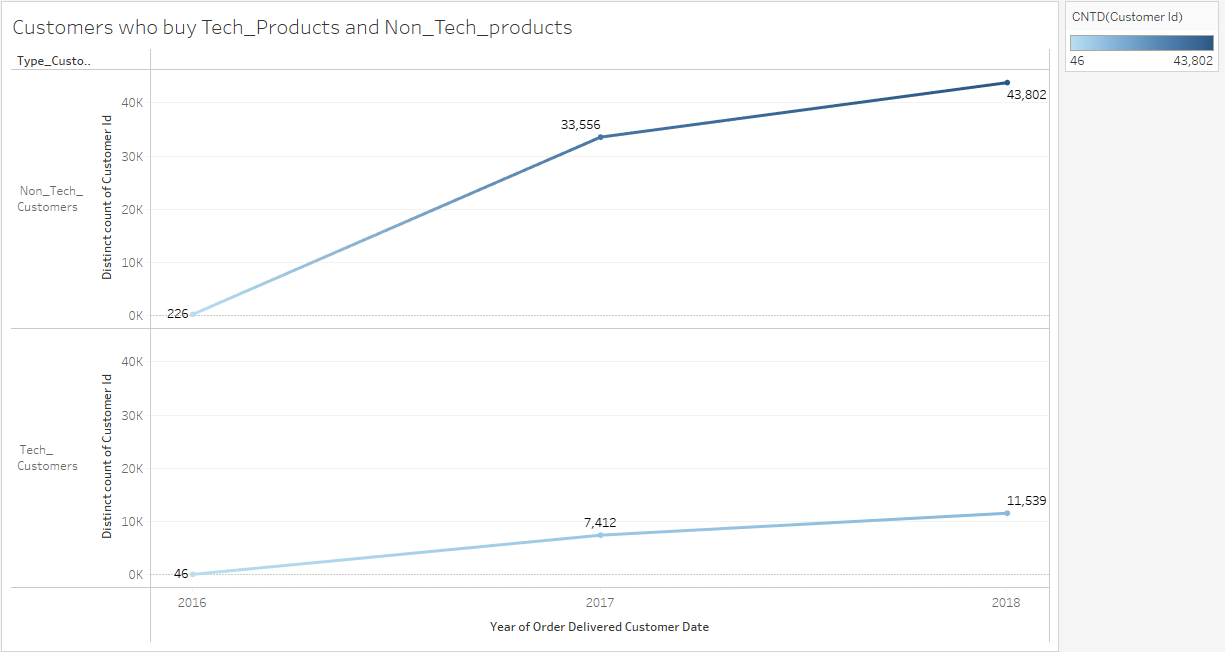 Customers who buy Tech_Products and Non_Tech_products
CNTD(Customer Id)
46
43,802
Type_Custo..
Non_Tech_
Customers
Distinct count of Customer Id
40K
30K
20K
10K
0K
226
33,556
43,802
Tech_
Customers
Distinct count of Customer Id
40K
30K
20K
10K
0K
46
7,412
11,539
2016
2017
2018
Year of Order Delivered Customer Date